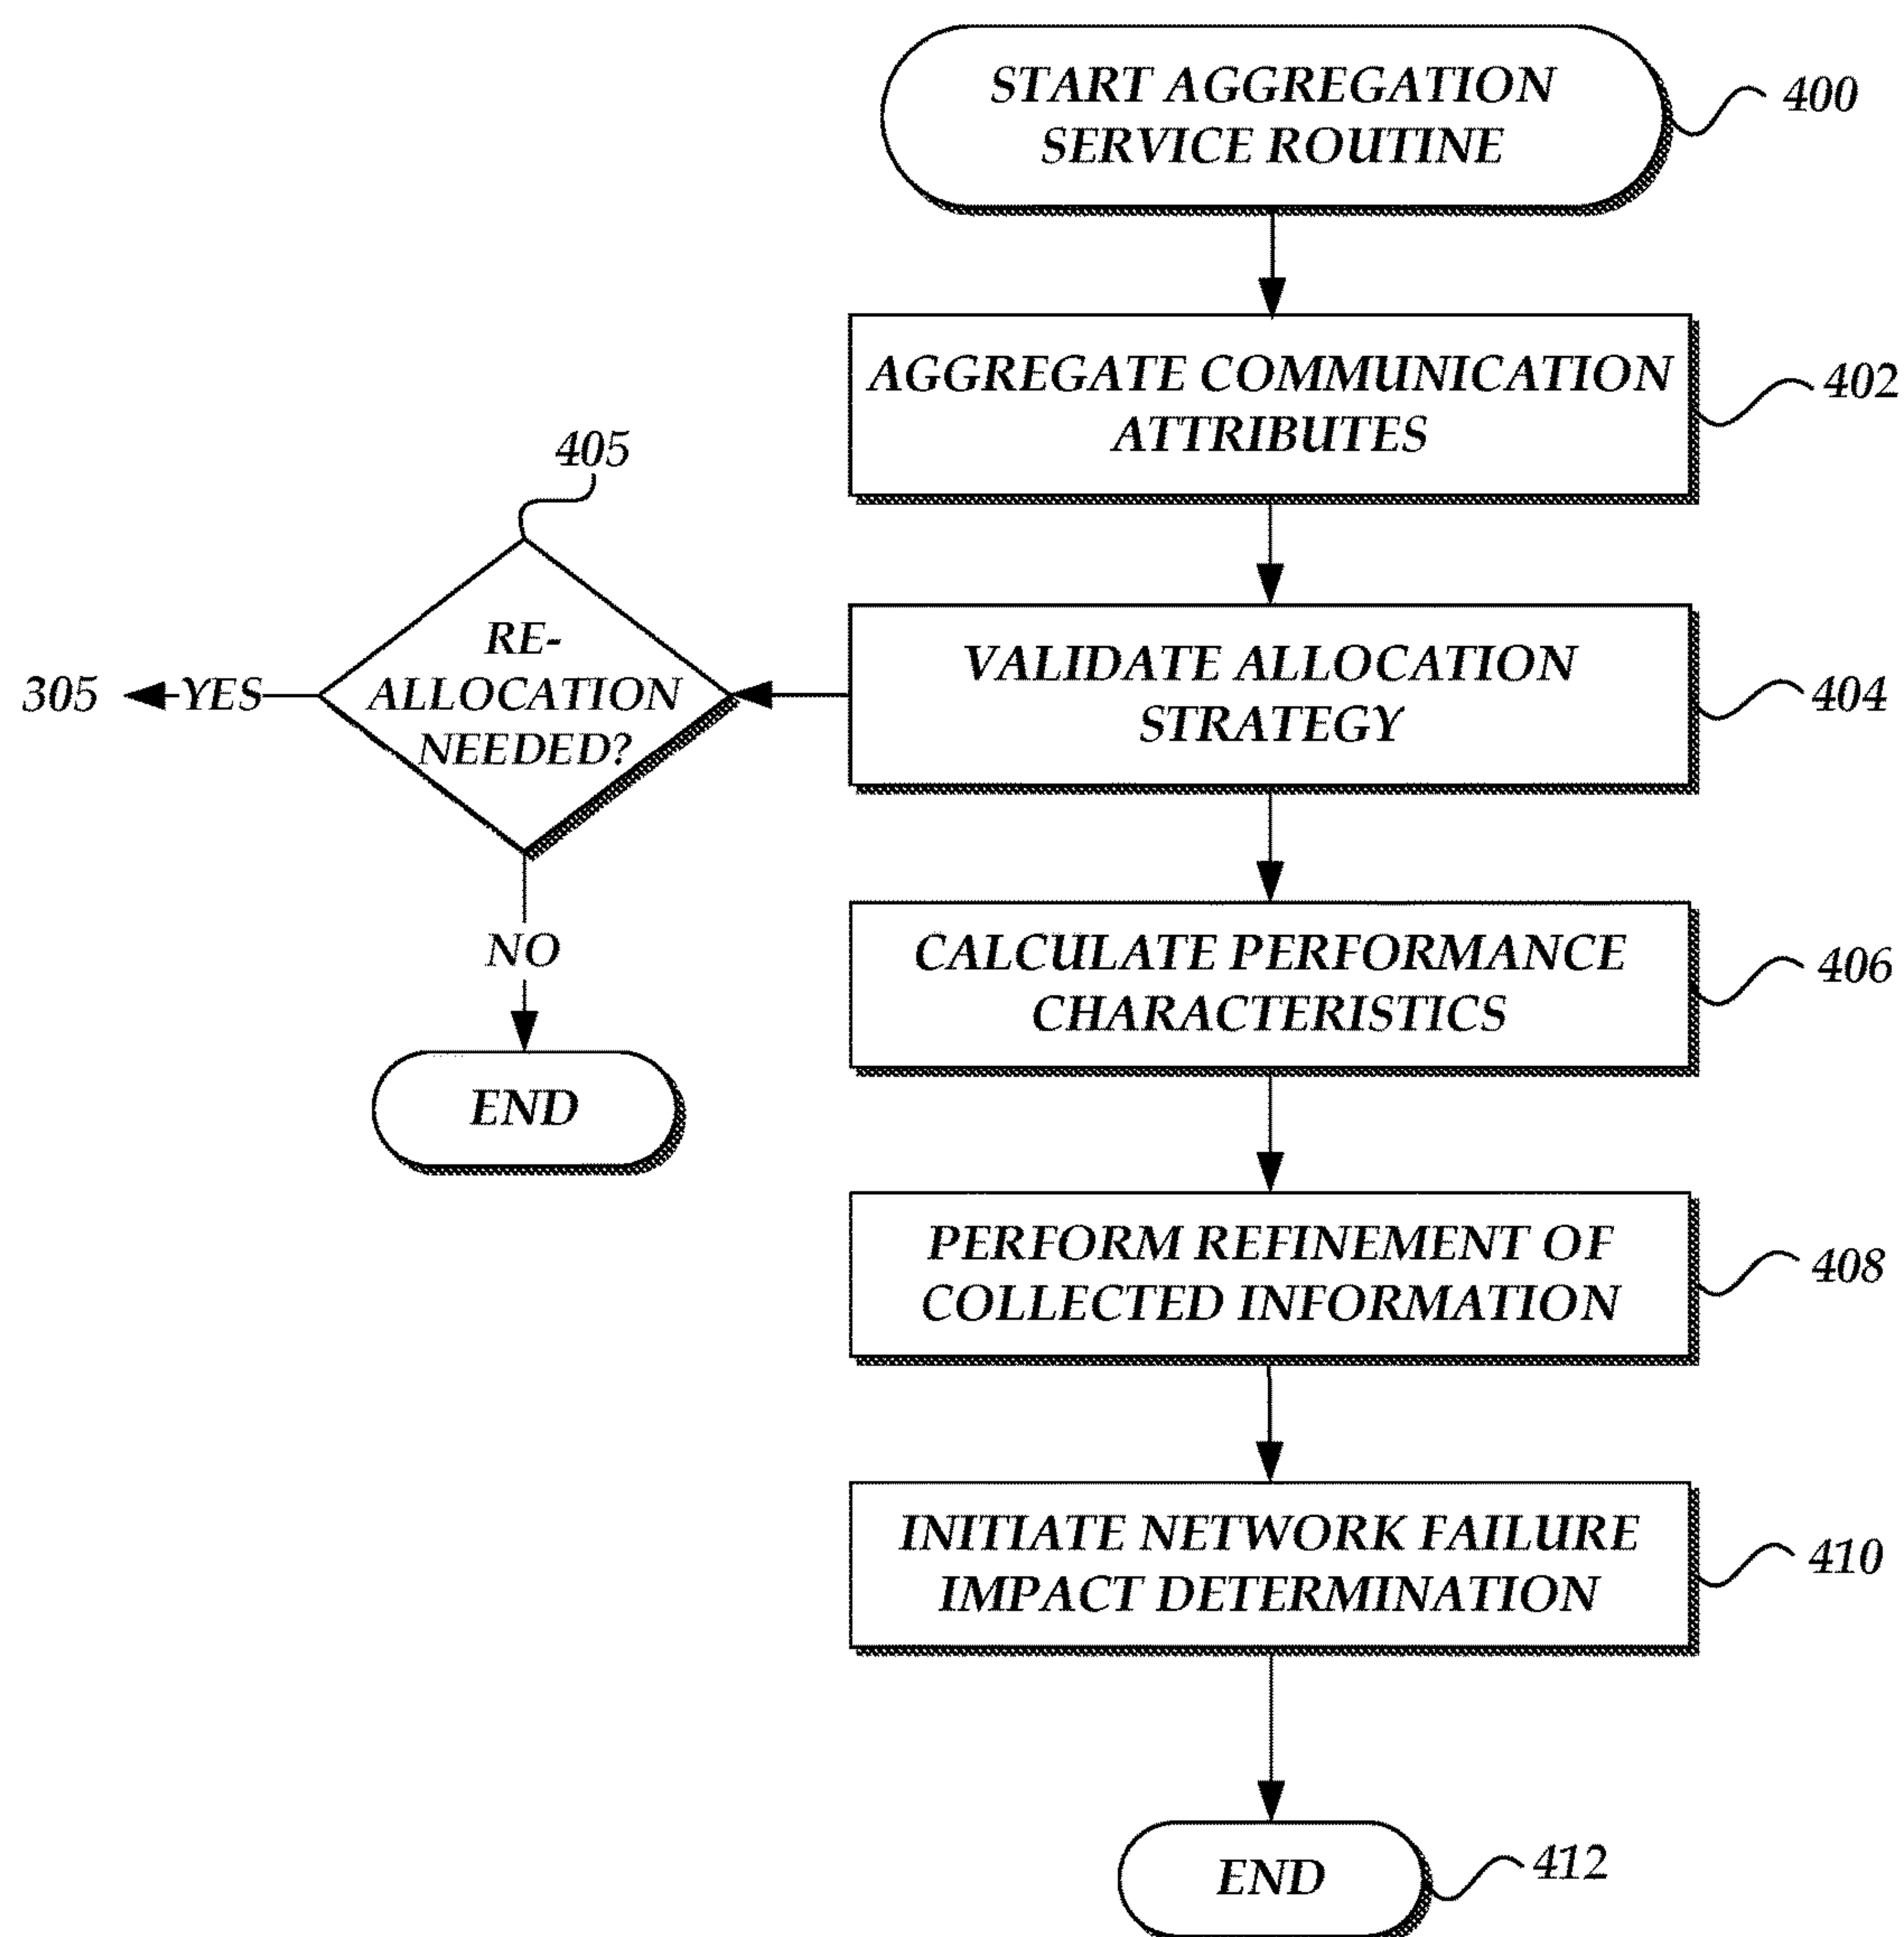 START AGGREGATION
SERVICE ROUTINE
400
AGGREGATE COMMUNICATION
ATTRIBUTES
402
405
RE-
ALLOCATION
NEEDED?
305
YES
VALIDATE ALLOCATION
STRATEGY
404
NO
END
CALCULATE PERFORMANCE
CHARACTERISTICS
406
PERFORM REFINEMENT OF
COLLECTED INFORMATION
408
INITIATE NETWORK FAILURE
IMPACT DETERMINATION
410
END
412